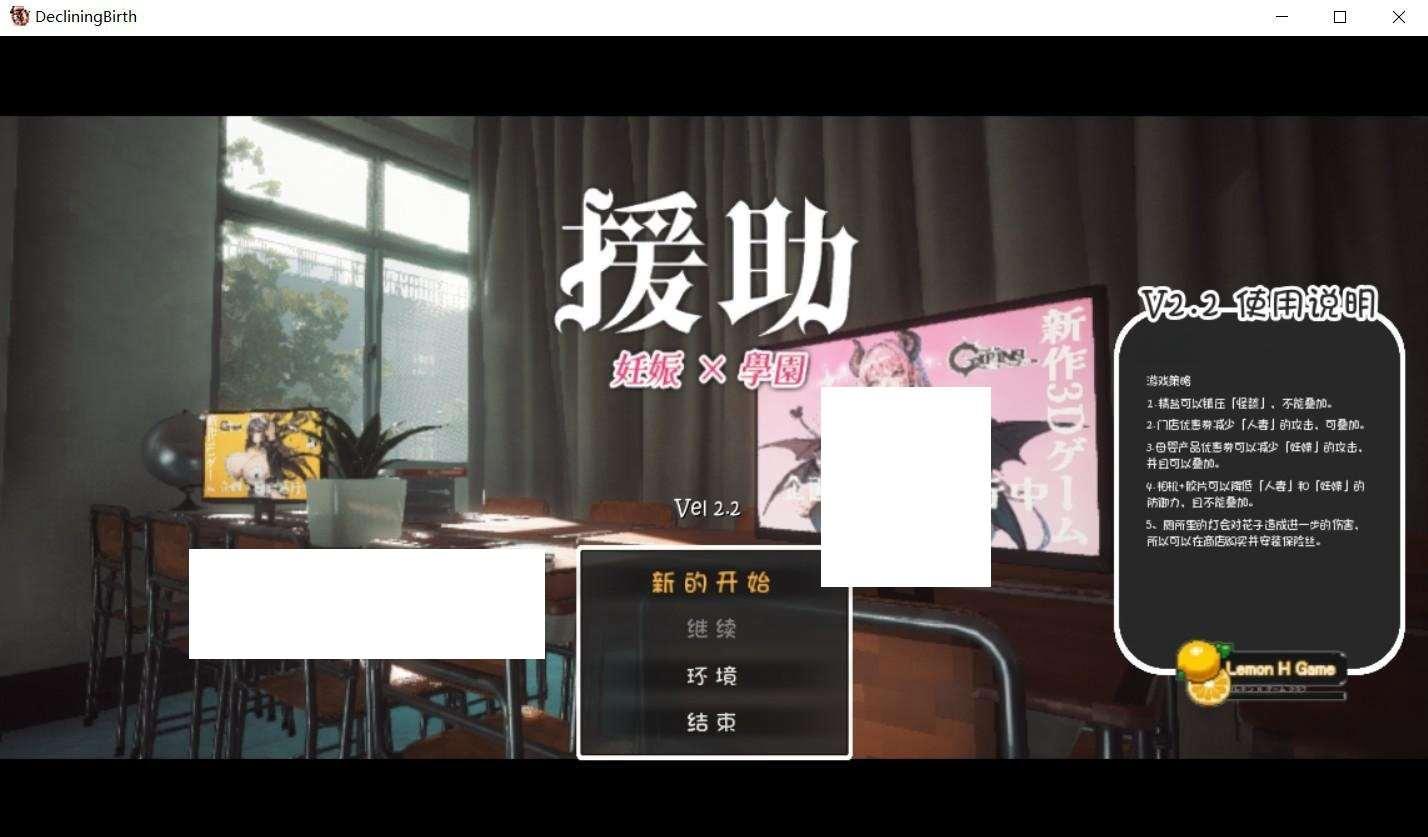 DecliningBirth
援助
妊娠 × 學園
Vel 2.2
新的开始
继续
环境
结束
新作3Dゲーム
中
V2.2 使用说明
游戏策略
1.精盐可以镇压「怪談」、不能叠加。
2.门店优惠券减少「人妻」的攻击、可叠加。
3.母婴产品优惠券可以减少「妊婦」的攻击、
并且可以叠加。
4.相机+胶片可以降低「人妻」和「妊婦」的
防御力、且不能叠加。
5、厕所里的灯会对花子造成进一步的伤害、
所以可以在商店购买并安装保险丝。
Lemon H Game